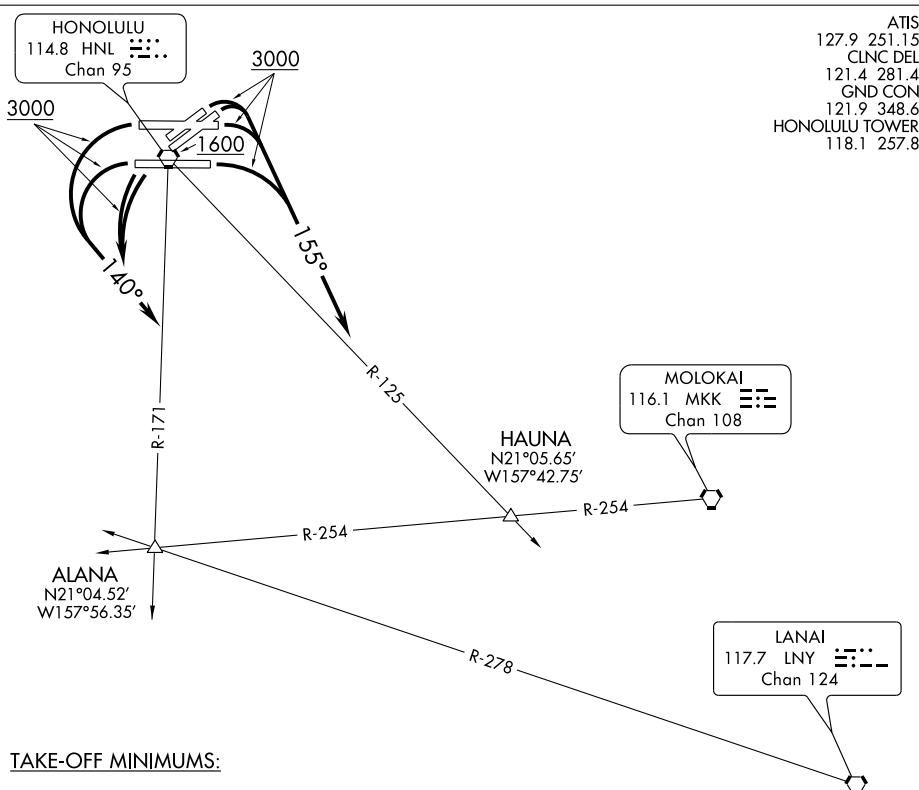 HONOLULU
114.8 HNL
Chan 95
ATIS
127.9 251.15
CLNC DEL
121.4 281.4
GND CON
121.9 348.6
HONOLULU TOWER
118.1 257.8
3000
3000
1600
155°
140°
R-125
R-171
MOLOKAI
116.1 MKK
Chan 108
HAUNA
N21°05.65'
W157°42.75'
R-254
R-254
ALANA
N21°04.52'
W157°56.35'
R-278
LANAI
117.7 LNY
Chan 124
TAKE-OFF MINIMUMS: